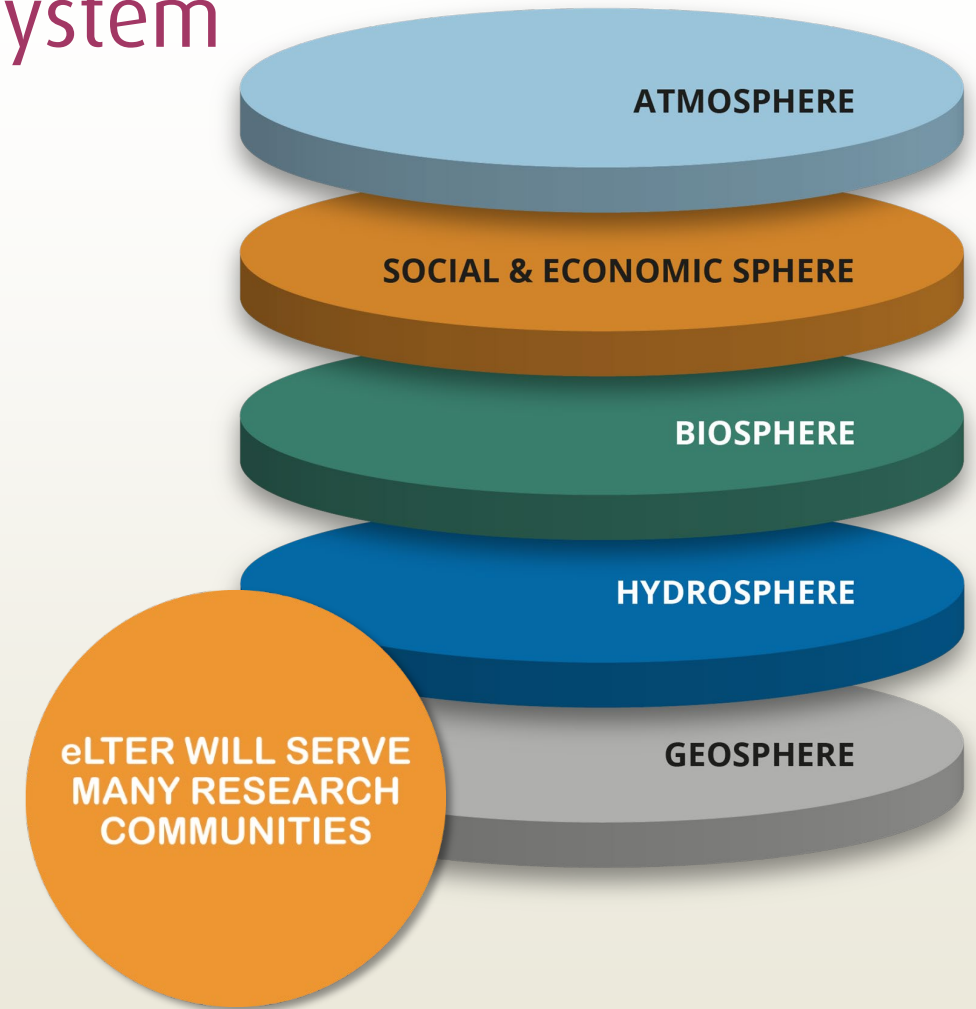 ystem
ATMOSPHERE
SOCIAL & ECONOMIC SPHERE
BIOSPHERE
HYDROSPHERE
GEOSPHERE
eLTER WILL SERVE
MANY RESEARCH
COMMUNITIES